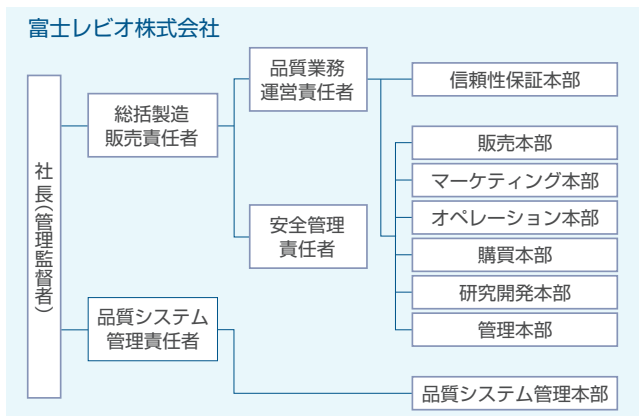 富士レビオ株式会社
社長(管理監督者)
総括製造
販売責任者
品質システム
管理責任者
品質業務
運営責任者
安全管理
責任者
信頼性保証本部
販売本部
マーケティング本部
オペレーション本部
購買本部
研究開発本部
管理本部
品質システム管理本部